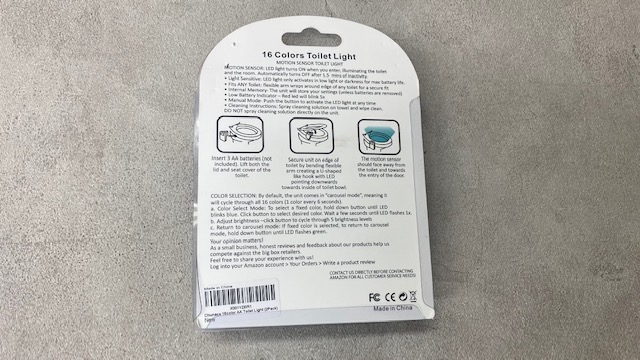 16 Colors Toilet Light
MOTION SENSOR TOILET LIGHT
MOTION SENSOR: LED light turns ON when you enter, illuminating the toilet
and the room. Automatically turns OFF after 1.5 mins of inactivity.
• Light Sensitive: LED light only activates in low light or darkness for max battery life.
• Fits ANY Toilet: flexible arm wraps around edge of any toilet for a secure fit
• Internal Memory: The unit will store your settings (unless batteries are removed)
• Low Battery Indicator – Red led will blink 5x
• Manual Mode: Push the button to activate the LED light at any time
• Cleaning Instructions: Spray cleaning solution on towel and wipe clean.
DO NOT spray cleaning solution directly on the unit.
Insert 3 AA batteries (not
included). Lift both the
lid and seat cover of the
toilet.
Secure unit on edge of
toilet by bending flexible
arm creating a U-shaped
like hook with LED
pointing downwards
towards inside of toilet bowl
The motion sensor
should face away from
the toilet and towards
the entry of the door.
COLOR SELECTION: By default, the unit comes in "carousel mode", meaning it
will cycle through all 16 colors (1 color every 6 seconds).
a. Color Select Mode: To select a fixed color, hold down button until LED
blinks blue. Click button to select desired color. Wait a few seconds until LED flashes 1x.
b. Adjust brightness –click button to cycle through 5 brightness levels
c. Return to carousel mode: If fixed color is selected, to return to carousel
mode, hold down button until LED flashes green.
Your opinion matters!
As a small business, honest reviews and feedback about our products help us
compete against the big box retailers.
Feel free to share your experience with us!
Log into your Amazon account > Your Orders > Write a product review
CONTACT US DIRECTLY BEFORE CONTACTING
AMAZON FOR ALL CUSTOMER SERVICE NEEDS!
Made in China
16color AA Toilet Light (2Pack)
New
FC CE
Made in China